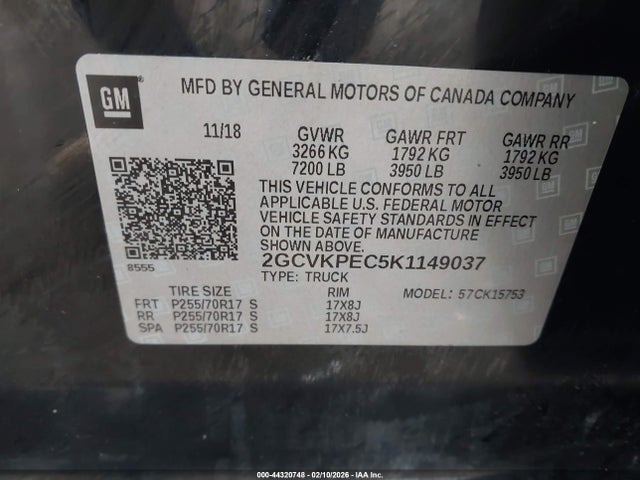 GM
MFD BY GENERAL MOTORS OF CANADA COMPANY
11/18 GVWR GAWR FRT GAWR RR
3266 KG 1792 KG 1792 KG
7200 LB 3950 LB 3950 LB
THIS VEHICLE CONFORMS TO ALL
APPLICABLE U.S. FEDERAL MOTOR
VEHICLE SAFETY STANDARDS IN EFFECT
ON THE DATE OF MANUFACTURE
SHOWN ABOVE.
8555 2GCVKPEC5K1149037
TYPE: TRUCK
TIRE SIZE RIM MODEL: 57CK15753
FRT P255/70R17 S 17X8J
RR P255/70R17 S 17X8J
SPA P255/70R17 S 17X7.5J
000-44320748 - 02/10/2026 - IAA Inc.